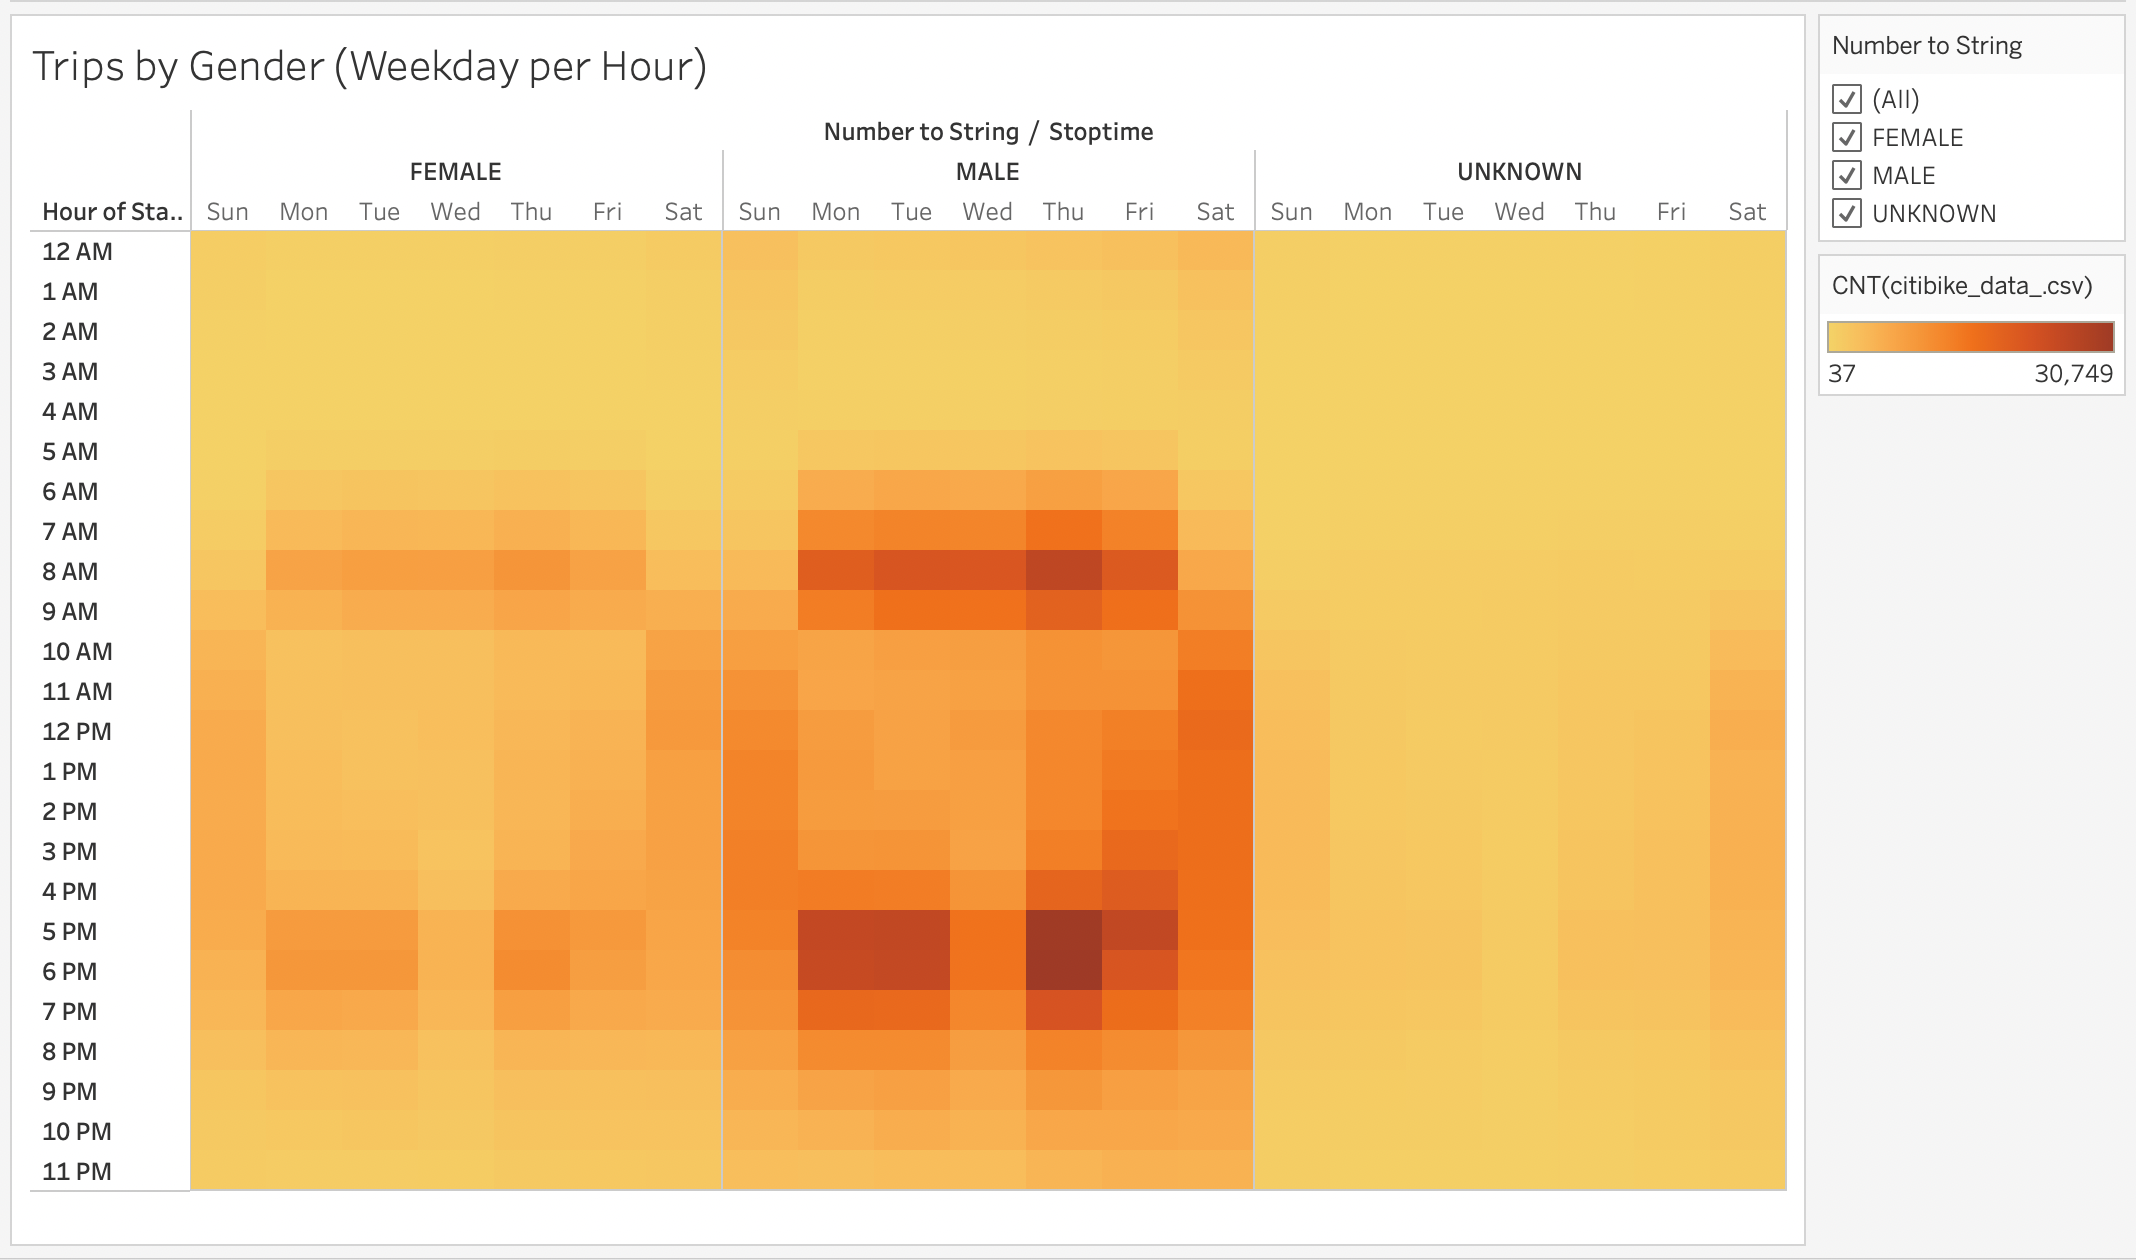 Trips by Gender (Weekday per Hour)
Number to String / Stoptime
FEMALE MALE UNKNOWN
Hour of Sta.. Sun Mon Tue Wed Thu Fri Sat Sun Mon Tue Wed Thu Fri Sat Sun Mon Tue Wed Thu Fri Sat
12 AM
1 AM
2 AM
3 AM
4 AM
5 AM
6 AM
7 AM
8 AM
9 AM
10 AM
11 AM
12 PM
1 PM
2 PM
3 PM
4 PM
5 PM
6 PM
7 PM
8 PM
9 PM
10 PM
11 PM
Number to String
(All)
FEMALE
MALE
UNKNOWN
CNT(citibike_data_.csv)
37 30,749